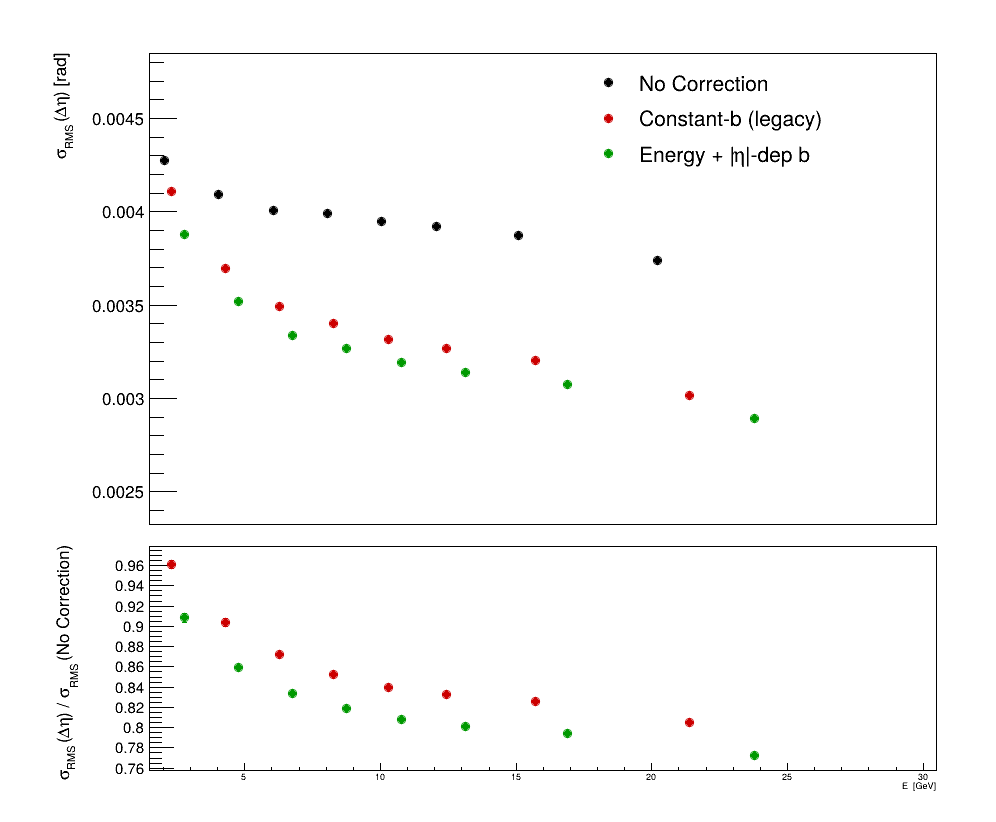 σRMS(Δη) [rad]
No Correction
Constant-b (legacy)
Energy + |η|-dep b
0.0045
0.004
0.0035
0.003
0.0025
σRMS(Δη) / σRMS (No Correction)
0.96
0.94
0.92
0.9
0.88
0.86
0.84
0.82
0.8
0.78
0.76
5 10 15 20 25 30
E [GeV]